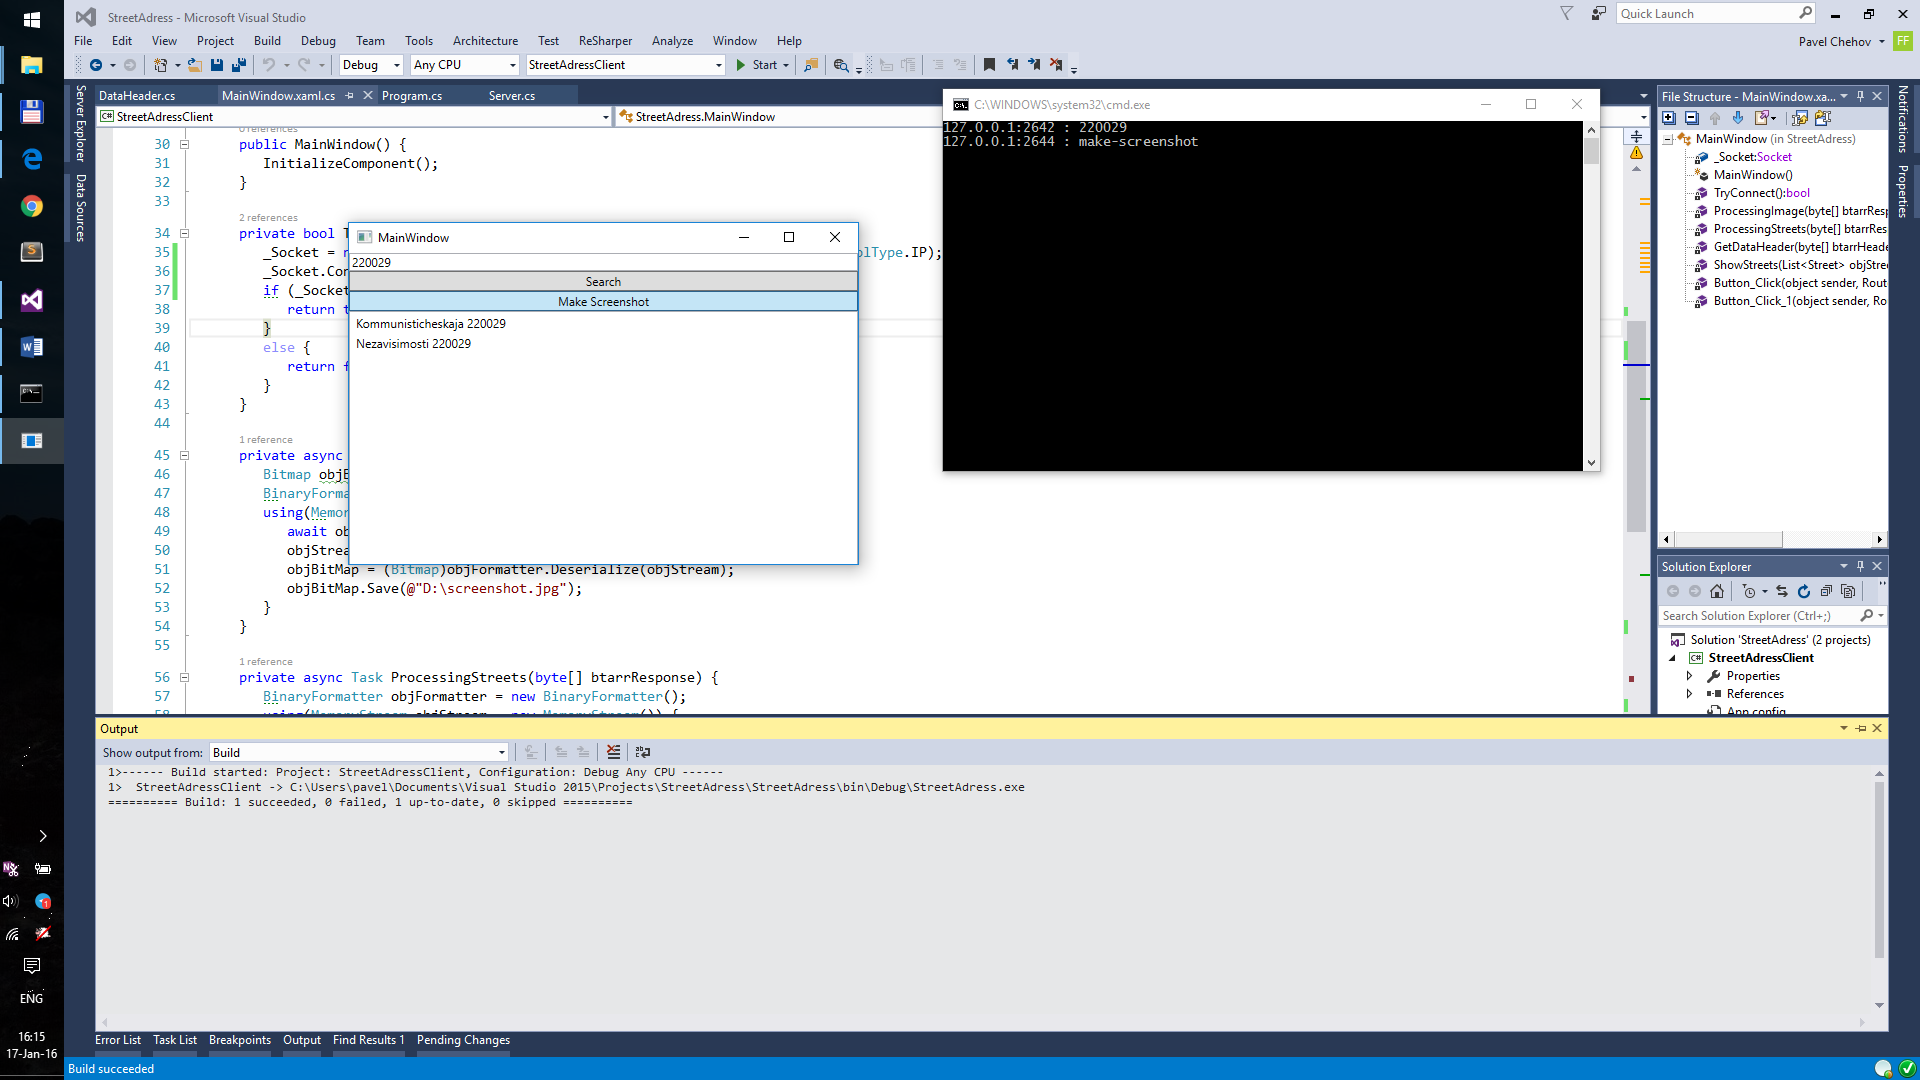 StreetAdress - Microsoft Visual Studio
Quick Launch
File Edit View Project Build Debug Team Tools Architecture Test ReSharper Analyze Window Help
Pavel Chehov
FF
Debug
Any CPU
StreetAdressClient
Start
Server Explorer
Data Sources
DataHeader.cs
MainWindow.xaml.cs
Program.cs
Server.cs
StreetAdressClient
StreetAdress.MainWindow
0 references
30 public MainWindow() {
31 InitializeComponent();
32 }
33
2 references
34 private bool
35 _Socket = olType.IP);
36 _Socket.Con
37 if (_Socket
38 return t
39 }
40 else {
41 return f
42 }
43 }
44
1 reference
45 private async
46 Bitmap objB
47 BinaryForma
48 using(Memor
49 await ob
50 objStrea
51 objBitMap = (Bitmap)objFormatter.Deserialize(objStream);
52 objBitMap.Save(@"D:\screenshot.jpg");
53 }
54 }
55
1 reference
56 private async Task ProcessingStreets(byte[] btarrResponse) {
57 BinaryFormatter objFormatter = new BinaryFormatter();
58 using(MemoryStream objStream = new MemoryStream()) {
MainWindow
220029
Search
Make Screenshot
Kommunisticheskaja 220029
Nezavisimosti 220029
C:\WINDOWS\system32\cmd.exe
127.0.0.1:2642 : 220029
127.0.0.1:2644 : make-screenshot
File Structure - MainWindow.xa...
MainWindow (in StreetAdress)
_Socket:Socket
MainWindow()
TryConnect():bool
ProcessingImage(byte[] btarrResp
ProcessingStreets(byte[] btarrRes
GetDataHeader(byte[] btarrHeade
ShowStreets(List<Street> objStre
Button_Click(object sender, Rout
Button_Click_1(object sender, Ro
Notifications
Properties
Solution Explorer
Search Solution Explorer (Ctrl+;)
Solution 'StreetAdress' (2 projects)
StreetAdressClient
Properties
References
App.config
Output
Show output from: Build
1>------ Build started: Project: StreetAdressClient, Configuration: Debug Any CPU ------
1> StreetAdressClient -> C:\Users\pavel\Documents\Visual Studio 2015\Projects\StreetAdress\StreetAdress\bin\Debug\StreetAdress.exe
========== Build: 1 succeeded, 0 failed, 1 up-to-date, 0 skipped ==========
Error List Task List Breakpoints Output Find Results 1 Pending Changes
Build succeeded
ENG
16:15
17-Jan-16